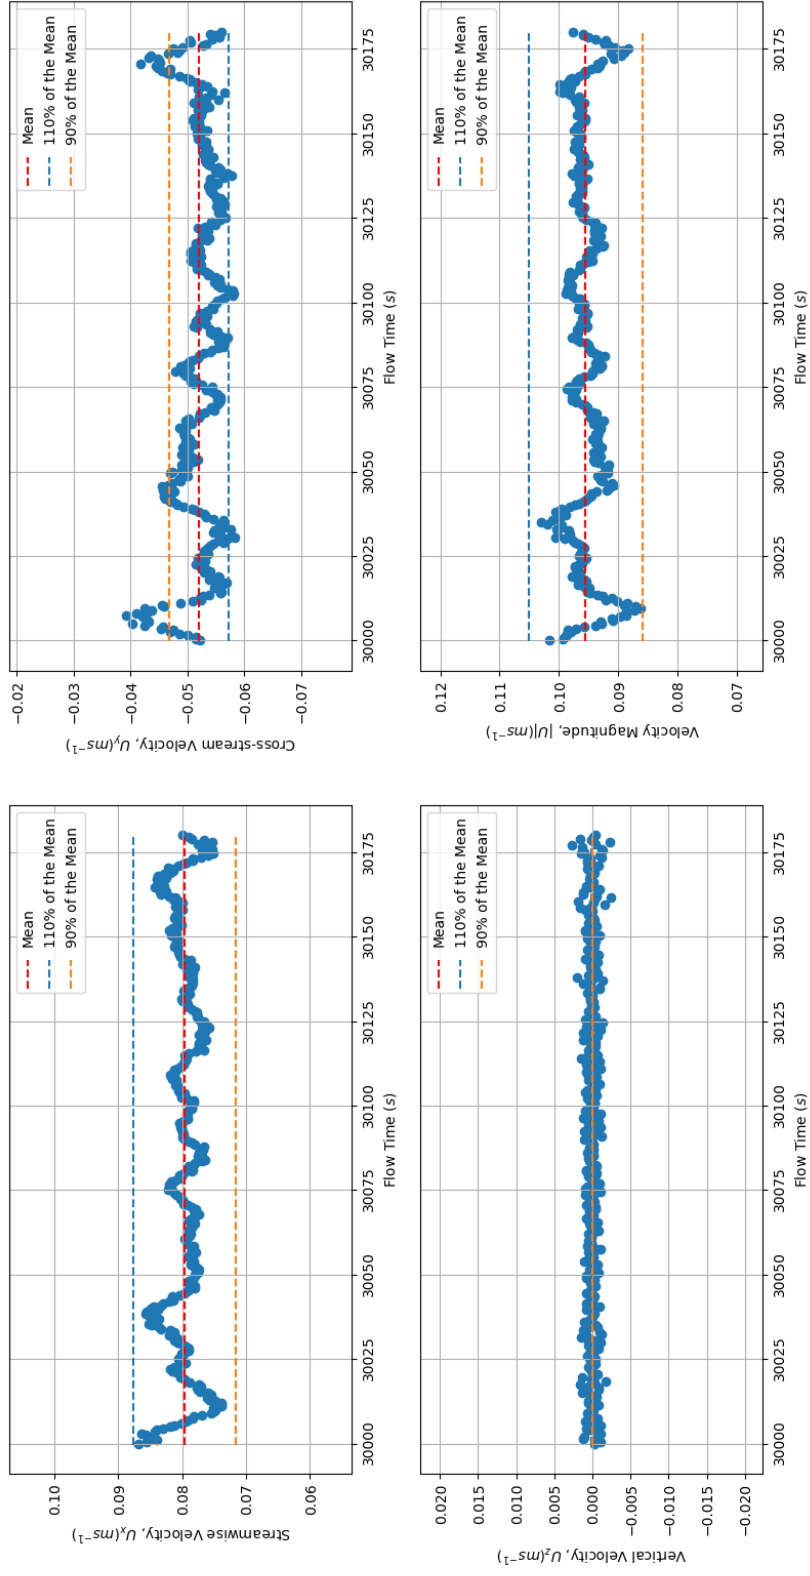 Streamwise Velocity, Uₓ(ms⁻¹)
0.10
0.09
0.08
0.07
0.06
Mean
110% of the Mean
90% of the Mean
30000 30025 30050 30075 30100 30125 30150 30175
Flow Time (s)
Cross-stream Velocity, Uᵧ(ms⁻¹)
−0.02
−0.03
−0.04
−0.05
−0.06
−0.07
Mean
110% of the Mean
90% of the Mean
30000 30025 30050 30075 30100 30125 30150 30175
Flow Time (s)
Vertical Velocity, U_z(ms⁻¹)
0.020
0.015
0.010
0.005
0.000
−0.005
−0.010
−0.015
−0.020
Mean
110% of the Mean
90% of the Mean
30000 30025 30050 30075 30100 30125 30150 30175
Flow Time (s)
Velocity Magnitude, |U|(ms⁻¹)
0.12
0.11
0.10
0.09
0.08
0.07
Mean
110% of the Mean
90% of the Mean
30000 30025 30050 30075 30100 30125 30150 30175
Flow Time (s)